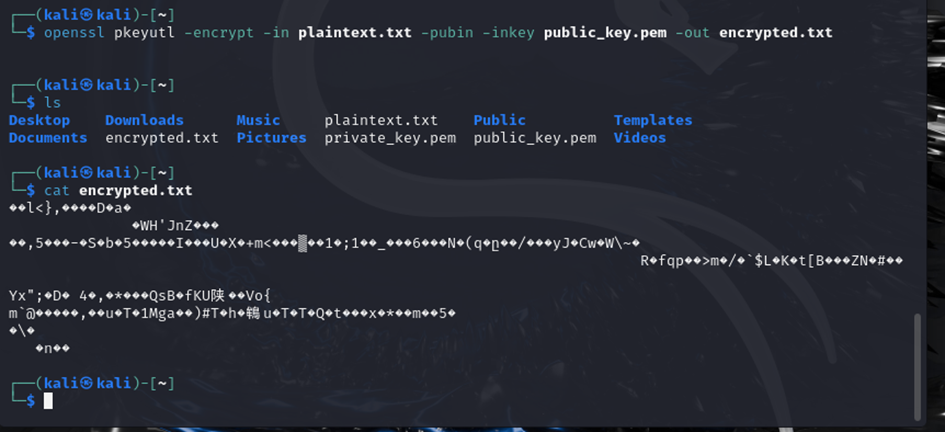 ┌──(kali㉿kali)-[~]
└─$ openssl pkeyutl -encrypt -in plaintext.txt -pubin -inkey public_key.pem -out encrypted.txt
┌──(kali㉿kali)-[~]
└─$ ls
Desktop Downloads Music plaintext.txt Public Templates
Documents encrypted.txt Pictures private_key.pem public_key.pem Videos
┌──(kali㉿kali)-[~]
└─$ cat encrypted.txt
��l<},����D�a�
�WH'JnZ���
��,5���-�S�b�5�����I���U�X�+m<���▒��1�;1��_���6���N�(q�ը��/���yJ�Cw�W\~�
R�fqp��>m�/�`$L�K�t[B���ZN�#��
Yx";�D� 4�,�*���QsB�fKU陕��Vo{
m`@�����,��u�T�1Mga��)#T�h�鵪u�T�T�Q�t���x�*��m��5�
�\�
�n��
┌──(kali㉿kali)-[~]
└─$